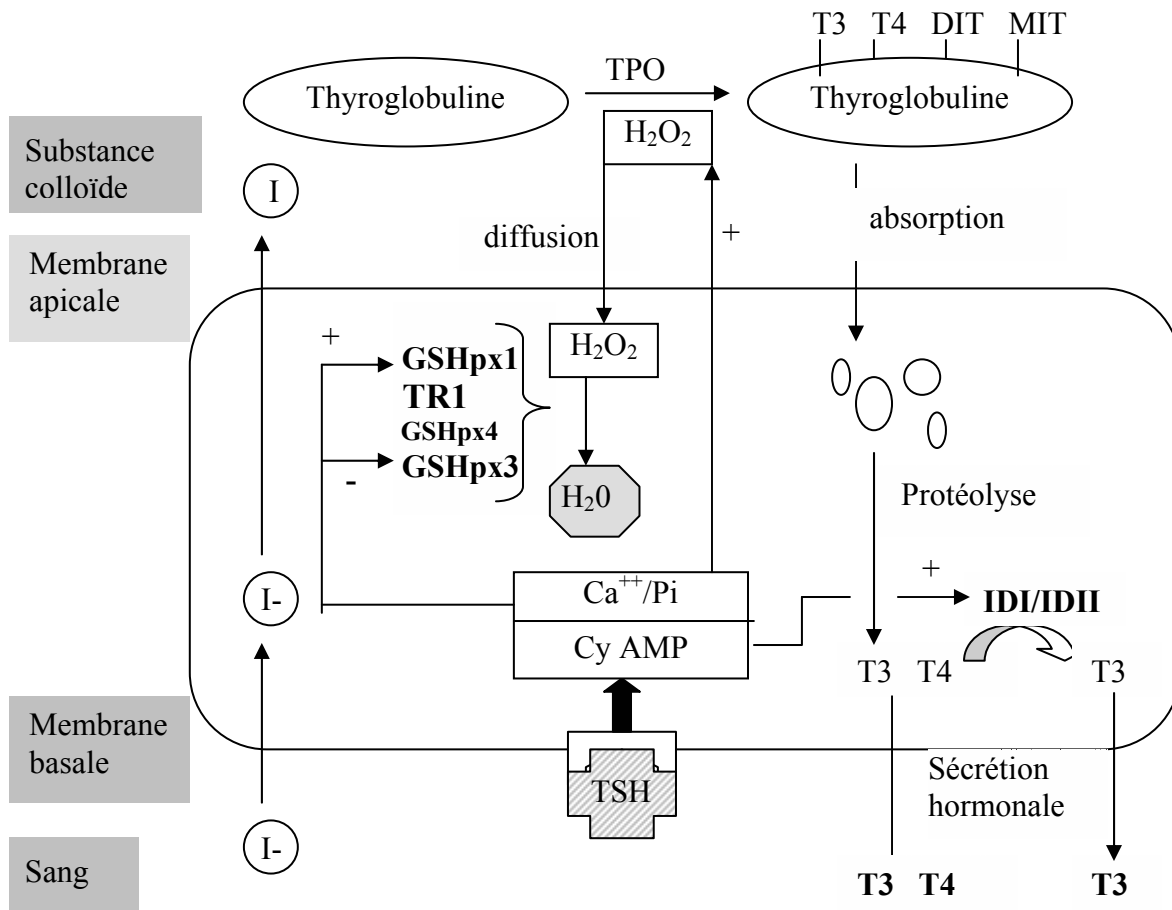 T3 T4 DIT MIT
TPO
Thyroglobuline
Thyroglobuline
H₂O₂
Substance
colloïde
I
diffusion
+
absorption
Membrane
apicale
+
GSHpx1
TR1
GSHpx4
GSHpx3
-
H₂O₂
H₂0
Protéolyse
I-
Ca⁺⁺/Pi
Cy AMP
+
IDI/IDII
T3 T4
T3
Membrane
basale
TSH
Sécrétion
hormonale
I-
Sang
T3 T4
T3